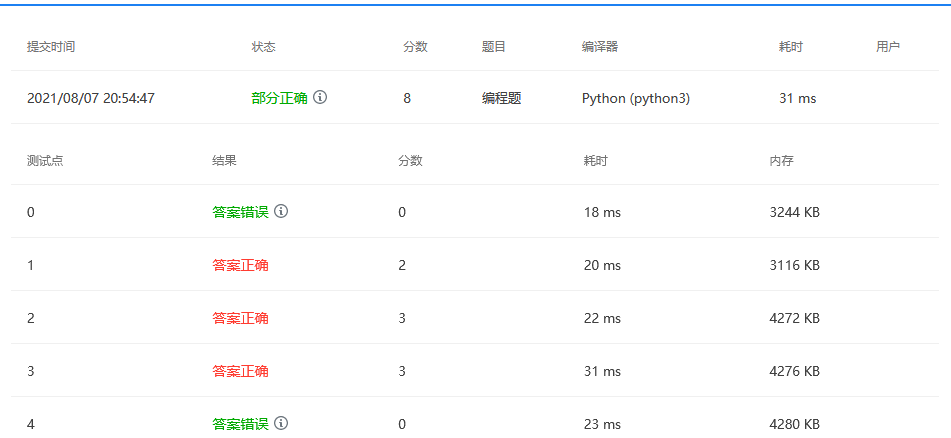 提交时间 状态 分数 题目 编译器 耗时 用户
2021/08/07 20:54:47 部分正确 8 编程题 Python (python3) 31 ms
测试点 结果 分数 耗时 内存
0 答案错误 0 18 ms 3244 KB
1 答案正确 2 20 ms 3116 KB
2 答案正确 3 22 ms 4272 KB
3 答案正确 3 31 ms 4276 KB
4 答案错误 0 23 ms 4280 KB